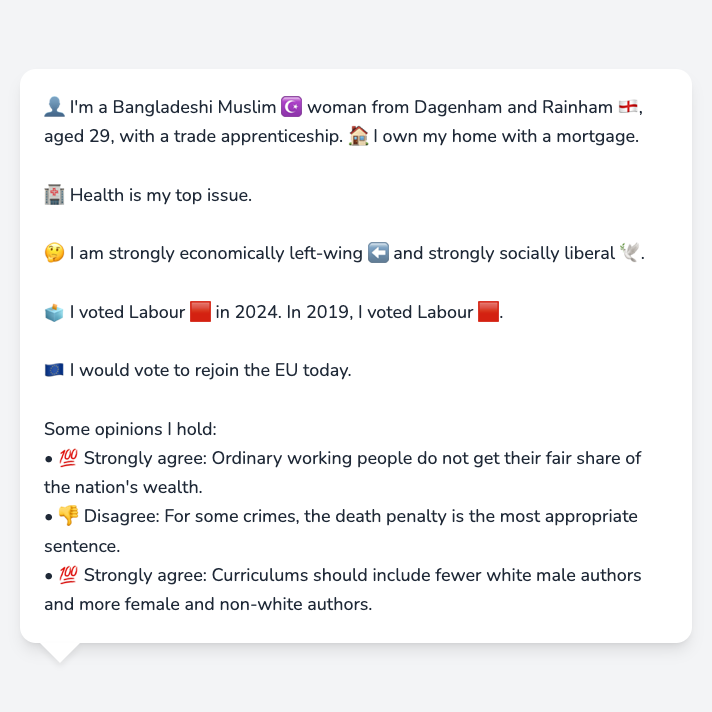 👤 I'm a Bangladeshi Muslim ☪️ woman from Dagenham and Rainham 🏴󠁧󠁢󠁥󠁮󠁧󠁿,
aged 29, with a trade apprenticeship. 🏠 I own my home with a mortgage.
🏥 Health is my top issue.
🤔 I am strongly economically left-wing ⬅️ and strongly socially liberal 🕊️.
🗳️ I voted Labour 🟥 in 2024. In 2019, I voted Labour 🟥.
🇪🇺 I would vote to rejoin the EU today.
Some opinions I hold:
• 💯 Strongly agree: Ordinary working people do not get their fair share of
the nation's wealth.
• 👎 Disagree: For some crimes, the death penalty is the most appropriate
sentence.
• 💯 Strongly agree: Curriculums should include fewer white male authors
and more female and non-white authors.